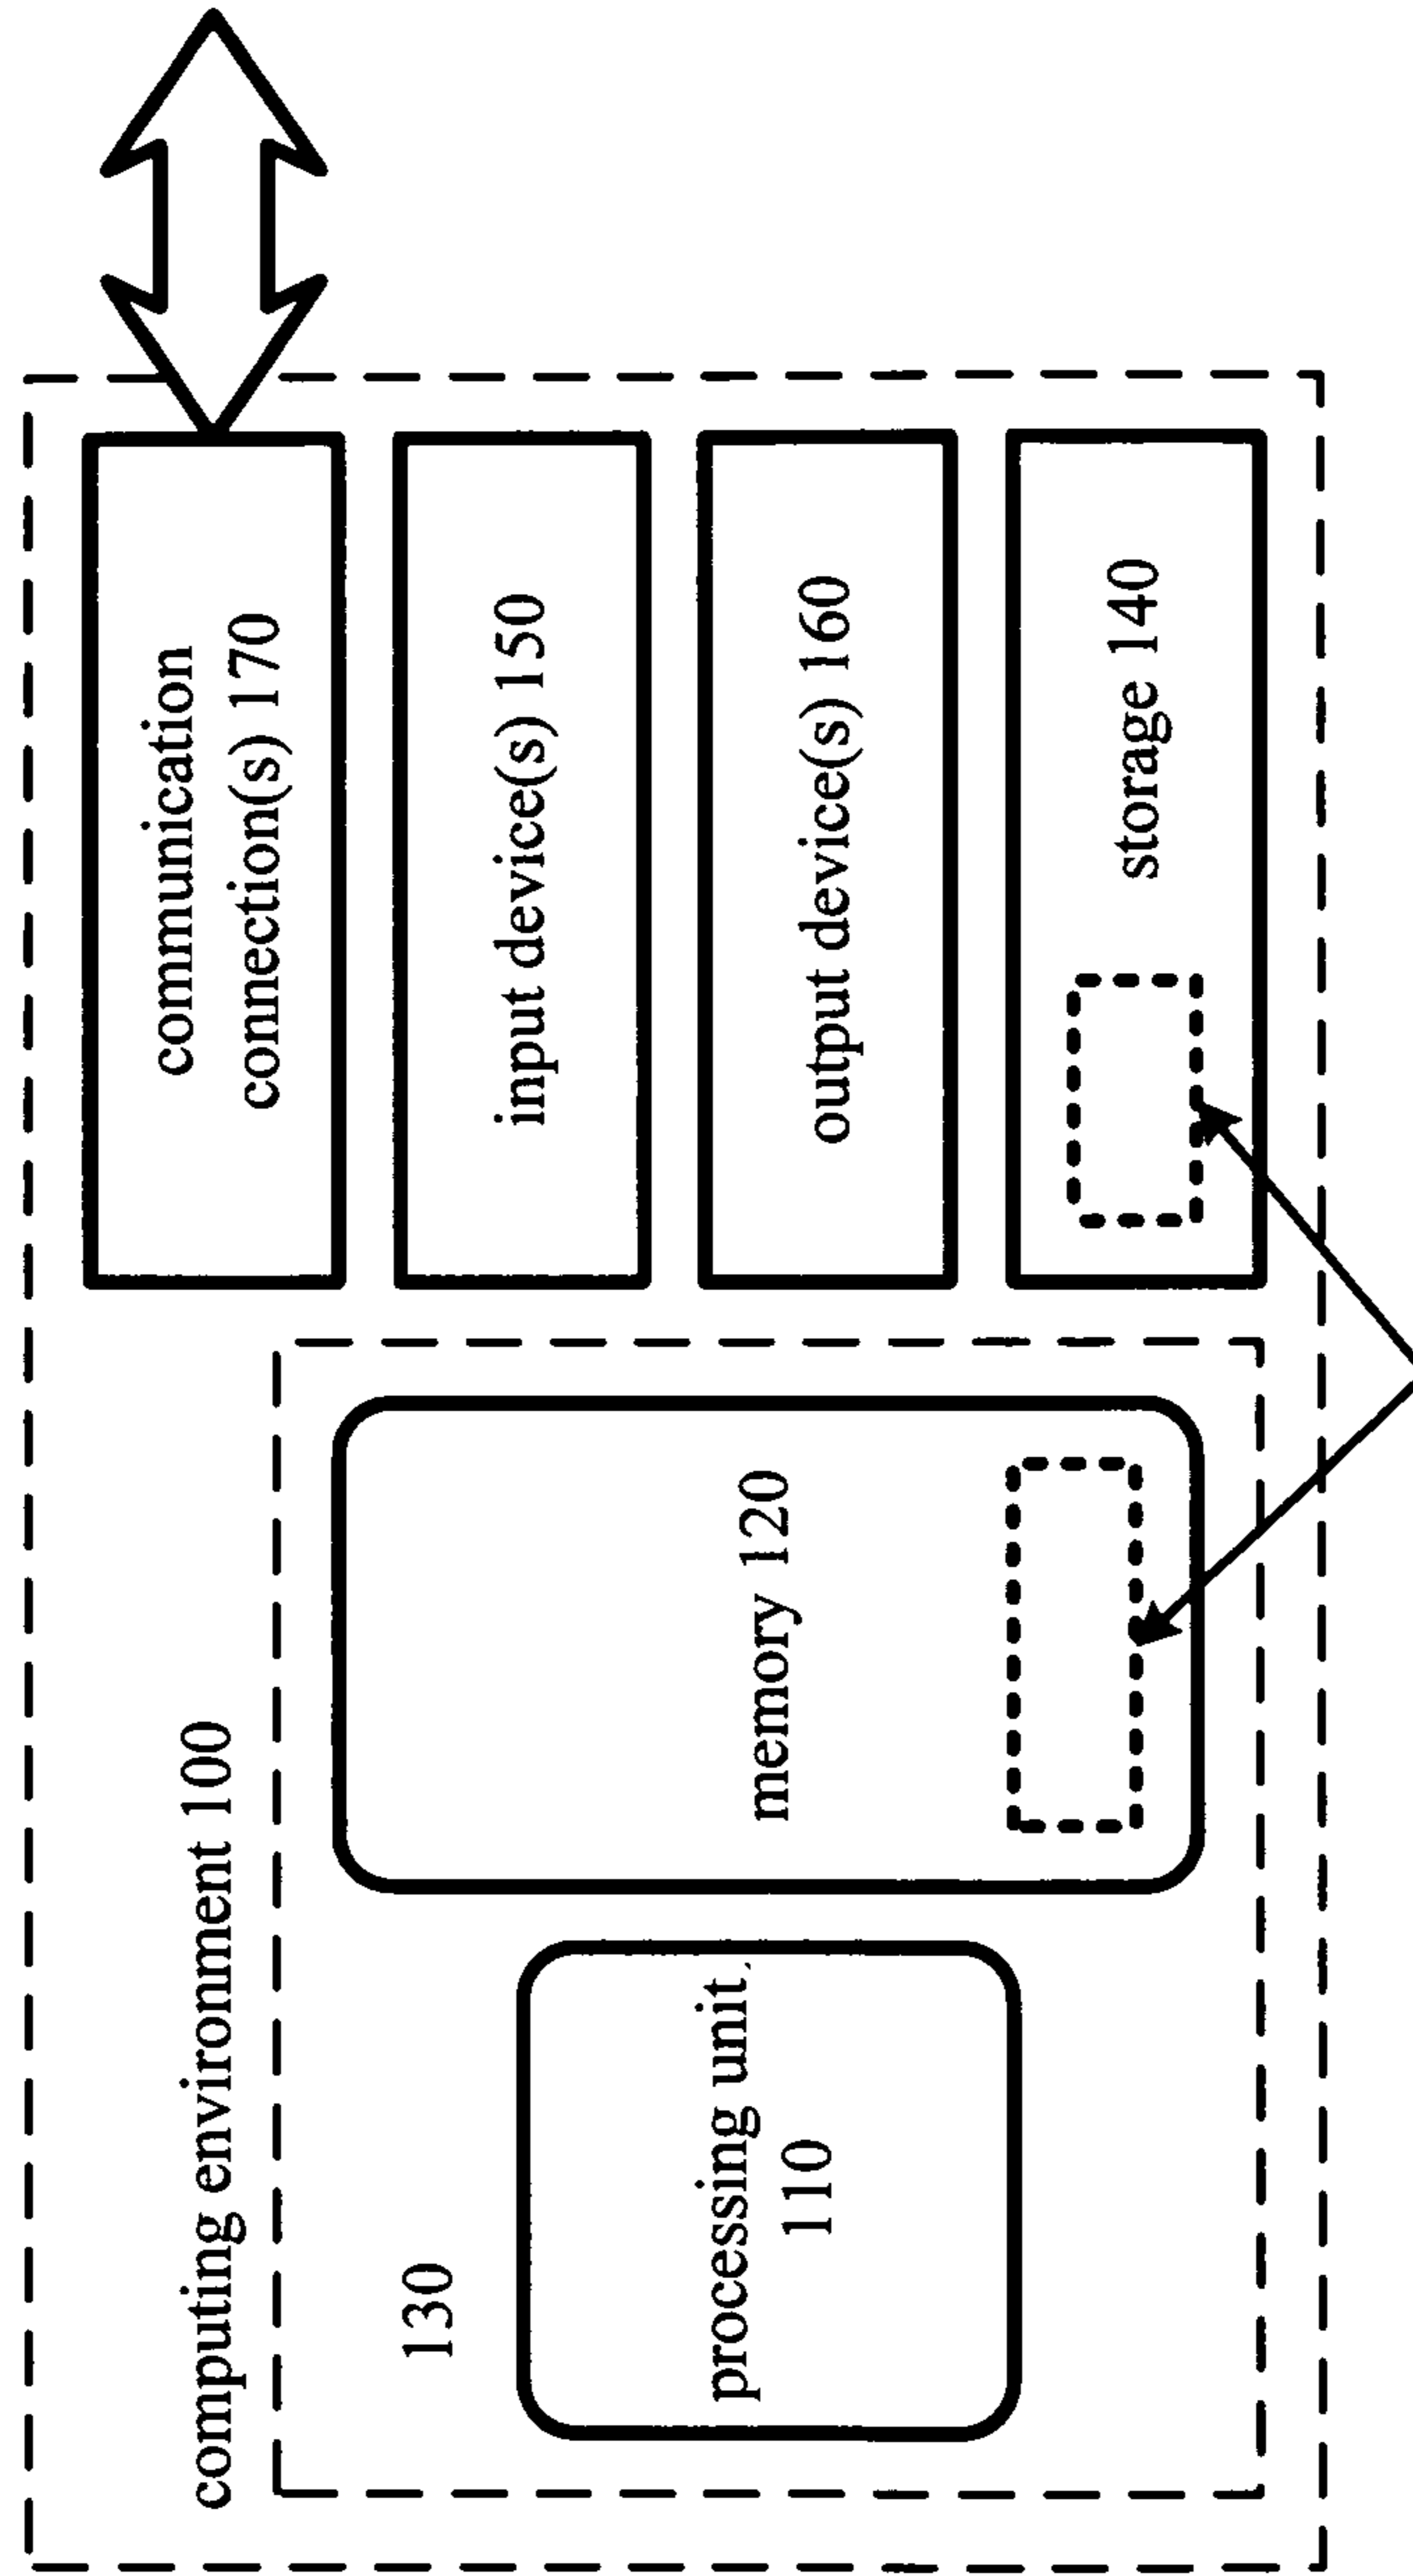 computing environment 100
130
processing unit
110
memory 120
communication
connection(s) 170
input device(s) 150
output device(s) 160
storage 140